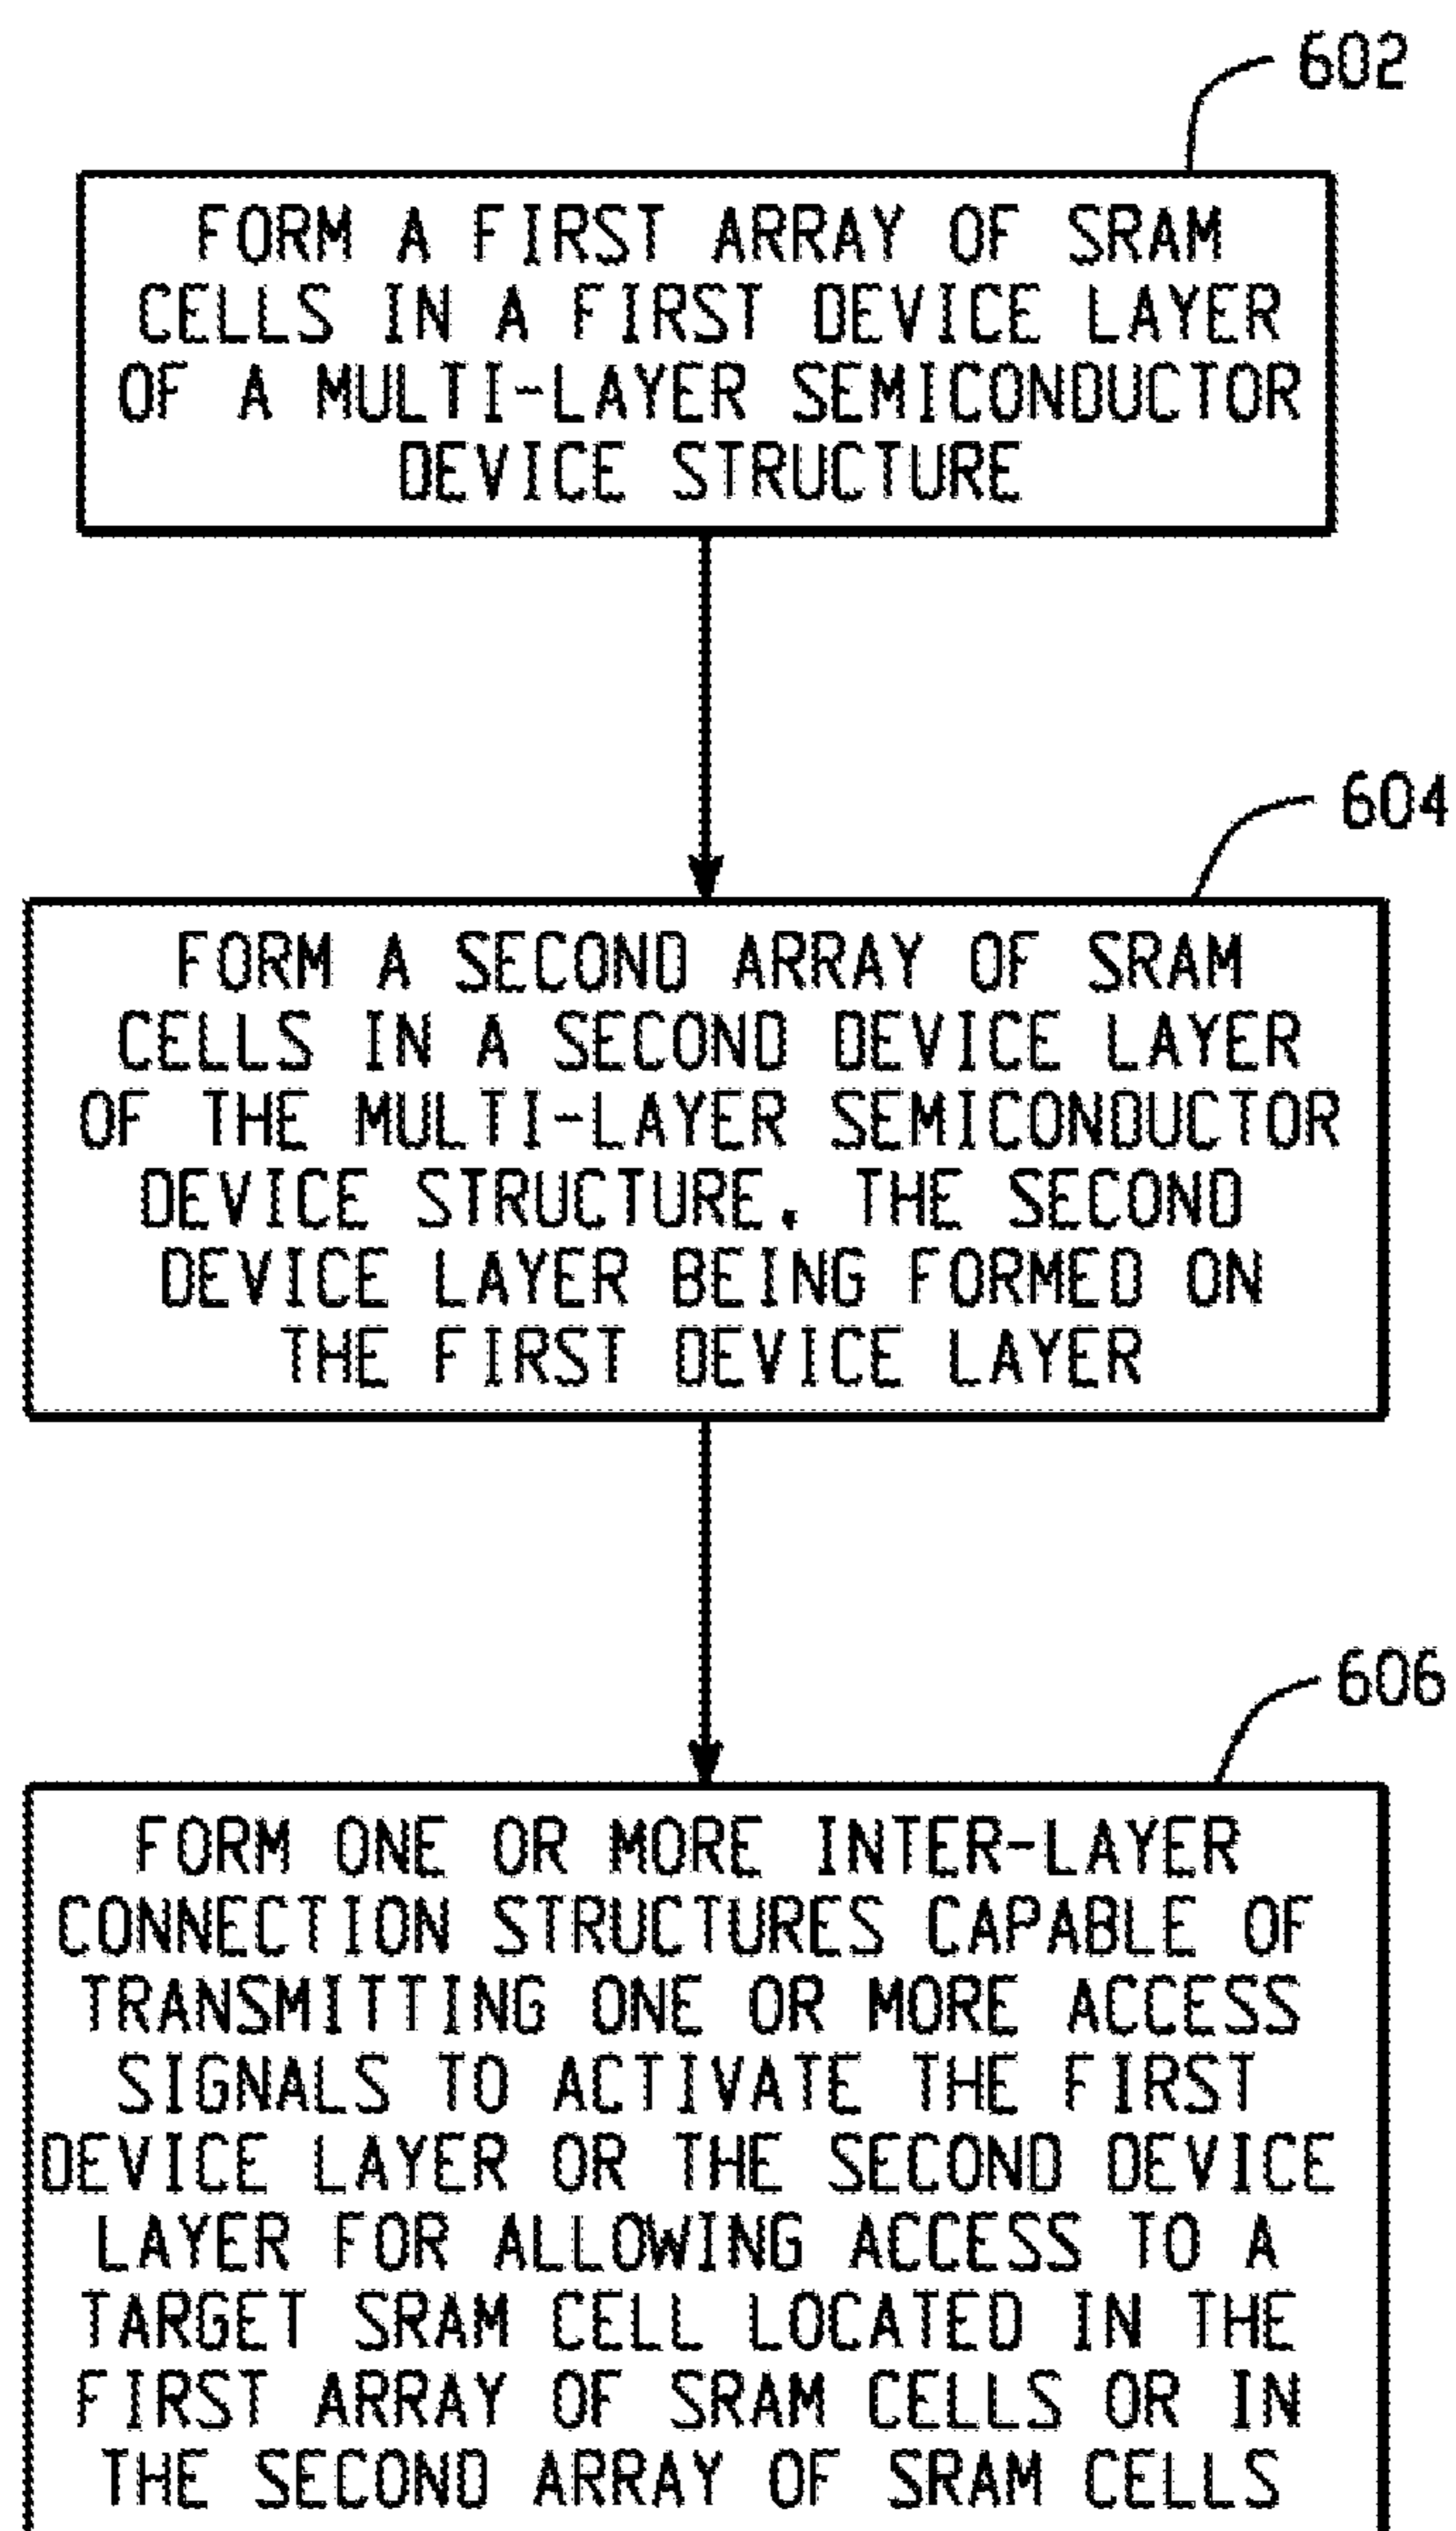 602
FORM A FIRST ARRAY OF SRAM
CELLS IN A FIRST DEVICE LAYER
OF A MULTI-LAYER SEMICONDUCTOR
DEVICE STRUCTURE
604
FORM A SECOND ARRAY OF SRAM
CELLS IN A SECOND DEVICE LAYER
OF THE MULTI-LAYER SEMICONDUCTOR
DEVICE STRUCTURE, THE SECOND
DEVICE LAYER BEING FORMED ON
THE FIRST DEVICE LAYER
606
FORM ONE OR MORE INTER-LAYER
CONNECTION STRUCTURES CAPABLE OF
TRANSMITTING ONE OR MORE ACCESS
SIGNALS TO ACTIVATE THE FIRST
DEVICE LAYER OR THE SECOND DEVICE
LAYER FOR ALLOWING ACCESS TO A
TARGET SRAM CELL LOCATED IN THE
FIRST ARRAY OF SRAM CELLS OR IN
THE SECOND ARRAY OF SRAM CELLS